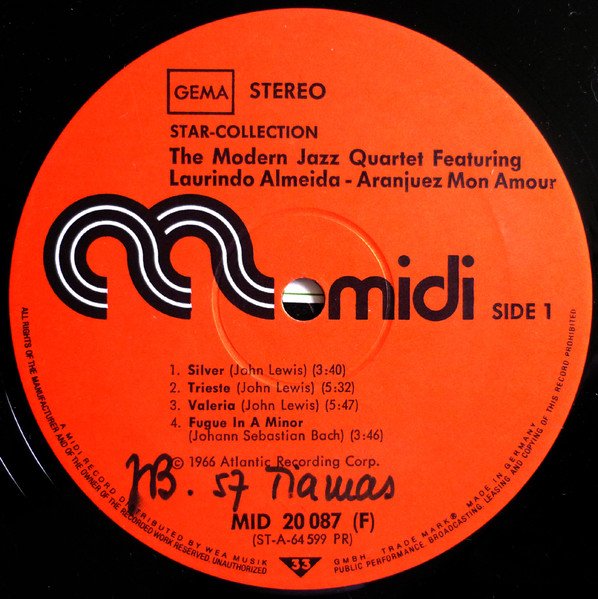 GEMA STEREO
STAR-COLLECTION
The Modern Jazz Quartet Featuring
Laurindo Almeida - Aranjuez Mon Amour
midi SIDE 1
1. Silver (John Lewis) (3:40)
2. Trieste (John Lewis) (5:32)
3. Valeria (John Lewis) (5:47)
4. Fugue In A Minor
(Johann Sebastian Bach) (3:46)
© 1966 Atlantic Recording Corp.
MID 20 087 (F)
(ST-A-64 599 PR)
33
ALL RIGHTS OF THE MANUFACTURER AND OF THE OWNER OF THE RECORDED WORK RESERVED. UNAUTHORIZED
PUBLIC PERFORMANCE, BROADCASTING, LEASING AND COPYING OF THIS RECORD PROHIBITED.
A MIDI RECORD DISTRIBUTED BY WEA MUSIK
GMBH TRADE MARK® MADE IN GERMANY